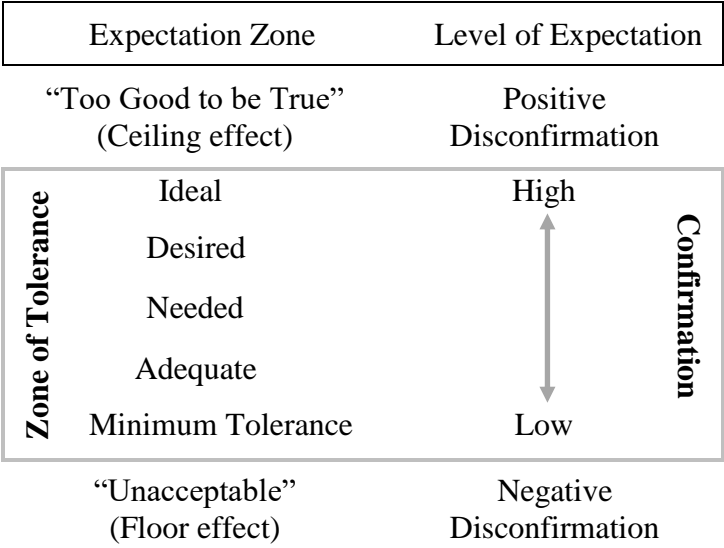 Expectation Zone Level of Expectation
“Too Good to be True” Positive
(Ceiling effect) Disconfirmation
Zone of Tolerance
Ideal High
Desired
Needed
Adequate
Minimum Tolerance Low
Confirmation
“Unacceptable” Negative
(Floor effect) Disconfirmation